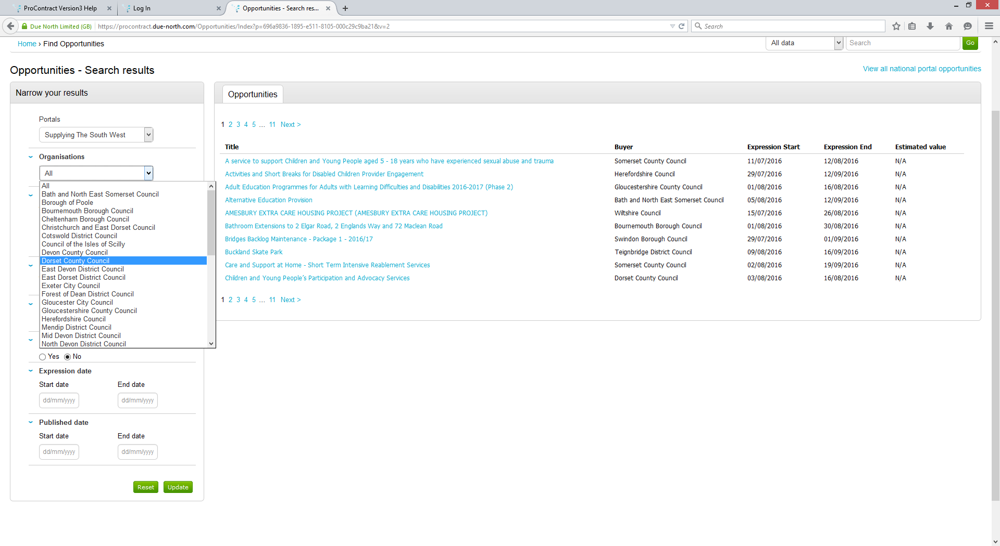 ProContract Version3 Help
Log In
Opportunities - Search res...
Due North Limited (GB)
https://procontract.due-north.com/Opportunities/Index?p=696a9836-1895-e511-8105-000c29c9ba21&v=2
Search
Home › Find Opportunities
All data
Search
Go
Opportunities - Search results
View all national portal opportunities
Narrow your results
Portals
Supplying The South West
Organisations
All
All
Bath and North East Somerset Council
Borough of Poole
Bournemouth Borough Council
Cheltenham Borough Council
Christchurch and East Dorset Council
Cotswold District Council
Council of the Isles of Scilly
Devon County Council
Dorset County Council
East Devon District Council
East Dorset District Council
Exeter City Council
Forest of Dean District Council
Gloucester City Council
Gloucestershire County Council
Herefordshire Council
Mendip District Council
Mid Devon District Council
North Devon District Council
Yes No
Expression date
Start date End date
dd/mm/yyyy dd/mm/yyyy
Published date
Start date End date
dd/mm/yyyy dd/mm/yyyy
Reset Update
Opportunities
1 2 3 4 5 ... 11 Next >
Title Buyer Expression Start Expression End Estimated value
A service to support Children and Young People aged 5 - 18 years who have experienced sexual abuse and trauma Somerset County Council 11/07/2016 12/08/2016 N/A
Activities and Short Breaks for Disabled Children Provider Engagement Herefordshire Council 29/07/2016 12/09/2016 N/A
Adult Education Programmes for Adults with Learning Difficulties and Disabilities 2016-2017 (Phase 2) Gloucestershire County Council 01/08/2016 16/08/2016 N/A
Alternative Education Provision Bath and North East Somerset Council 05/08/2016 12/09/2016 N/A
AMESBURY EXTRA CARE HOUSING PROJECT (AMESBURY EXTRA CARE HOUSING PROJECT) Wiltshire Council 15/07/2016 26/08/2016 N/A
Bathroom Extensions to 2 Elgar Road, 2 Englands Way and 72 Maclean Road Bournemouth Borough Council 01/08/2016 30/08/2016 N/A
Bridges Backlog Maintenance - Package 1 - 2016/17 Swindon Borough Council 29/07/2016 01/09/2016 N/A
Buckland Skate Park Teignbridge District Council 09/08/2016 16/09/2016 N/A
Care and Support at Home - Short Term Intensive Reablement Services Somerset County Council 02/08/2016 19/09/2016 N/A
Children and Young People’s Participation and Advocacy Services Dorset County Council 03/08/2016 16/08/2016 N/A
1 2 3 4 5 ... 11 Next >